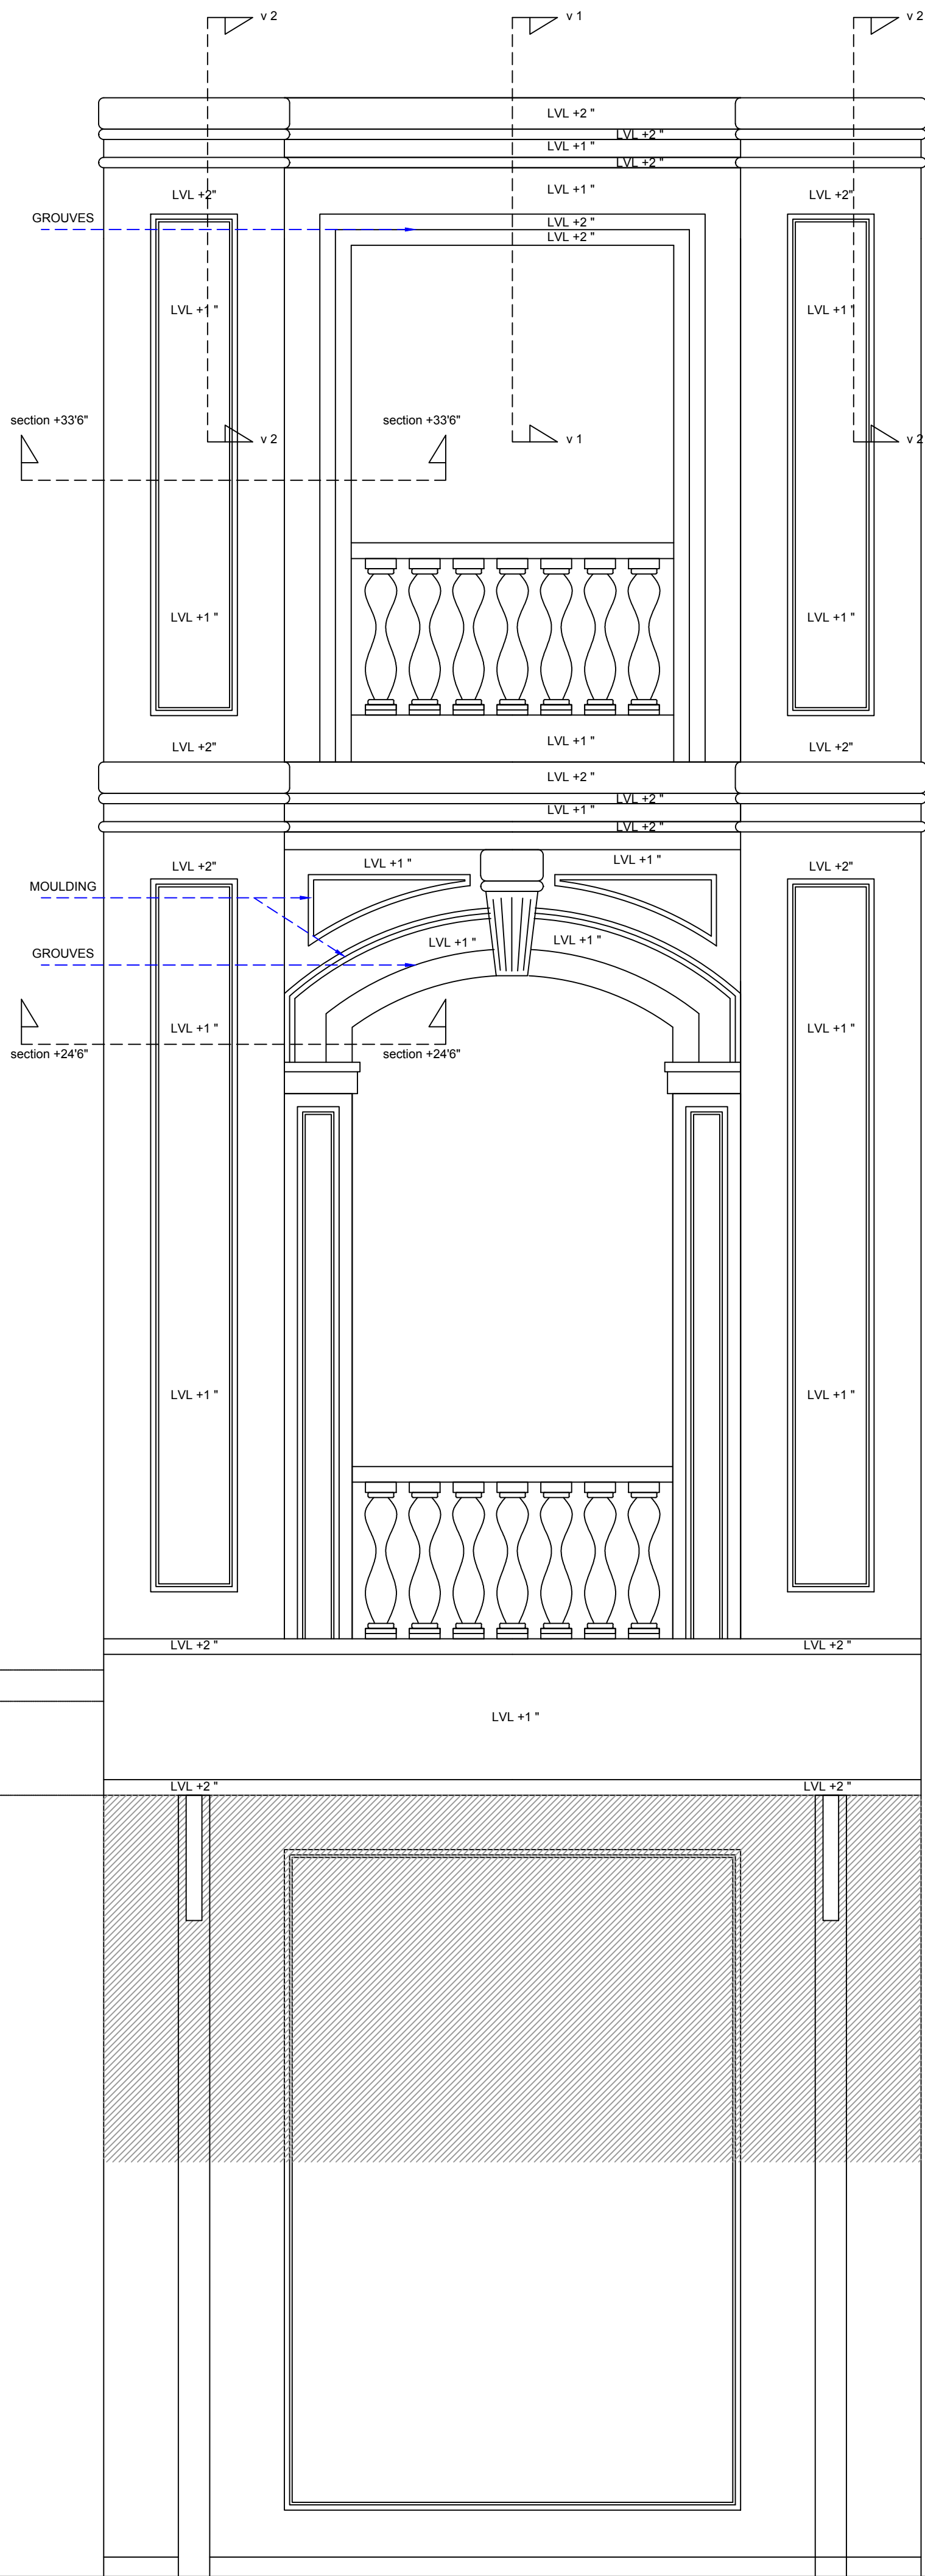 v 2
v 1
v 2
LVL +2 "
LVL +2 "
LVL +1 "
LVL +2 "
LVL +1 "
LVL +2"
LVL +2"
GROUVES
LVL +2 "
LVL +2 "
LVL +1 "
LVL +1 "
section +33'6"
section +33'6"
v 2
v 1
v 2
LVL +1 "
LVL +1 "
LVL +1 "
LVL +2"
LVL +2"
LVL +2 "
LVL +2 "
LVL +1 "
LVL +2 "
LVL +1 "
LVL +1 "
LVL +2"
LVL +2"
MOULDING
LVL +1 "
LVL +1 "
GROUVES
LVL +1 "
LVL +1 "
section +24'6"
section +24'6"
LVL +1 "
LVL +1 "
LVL +2 "
LVL +2 "
LVL +1 "
LVL +2 "
LVL +2 "